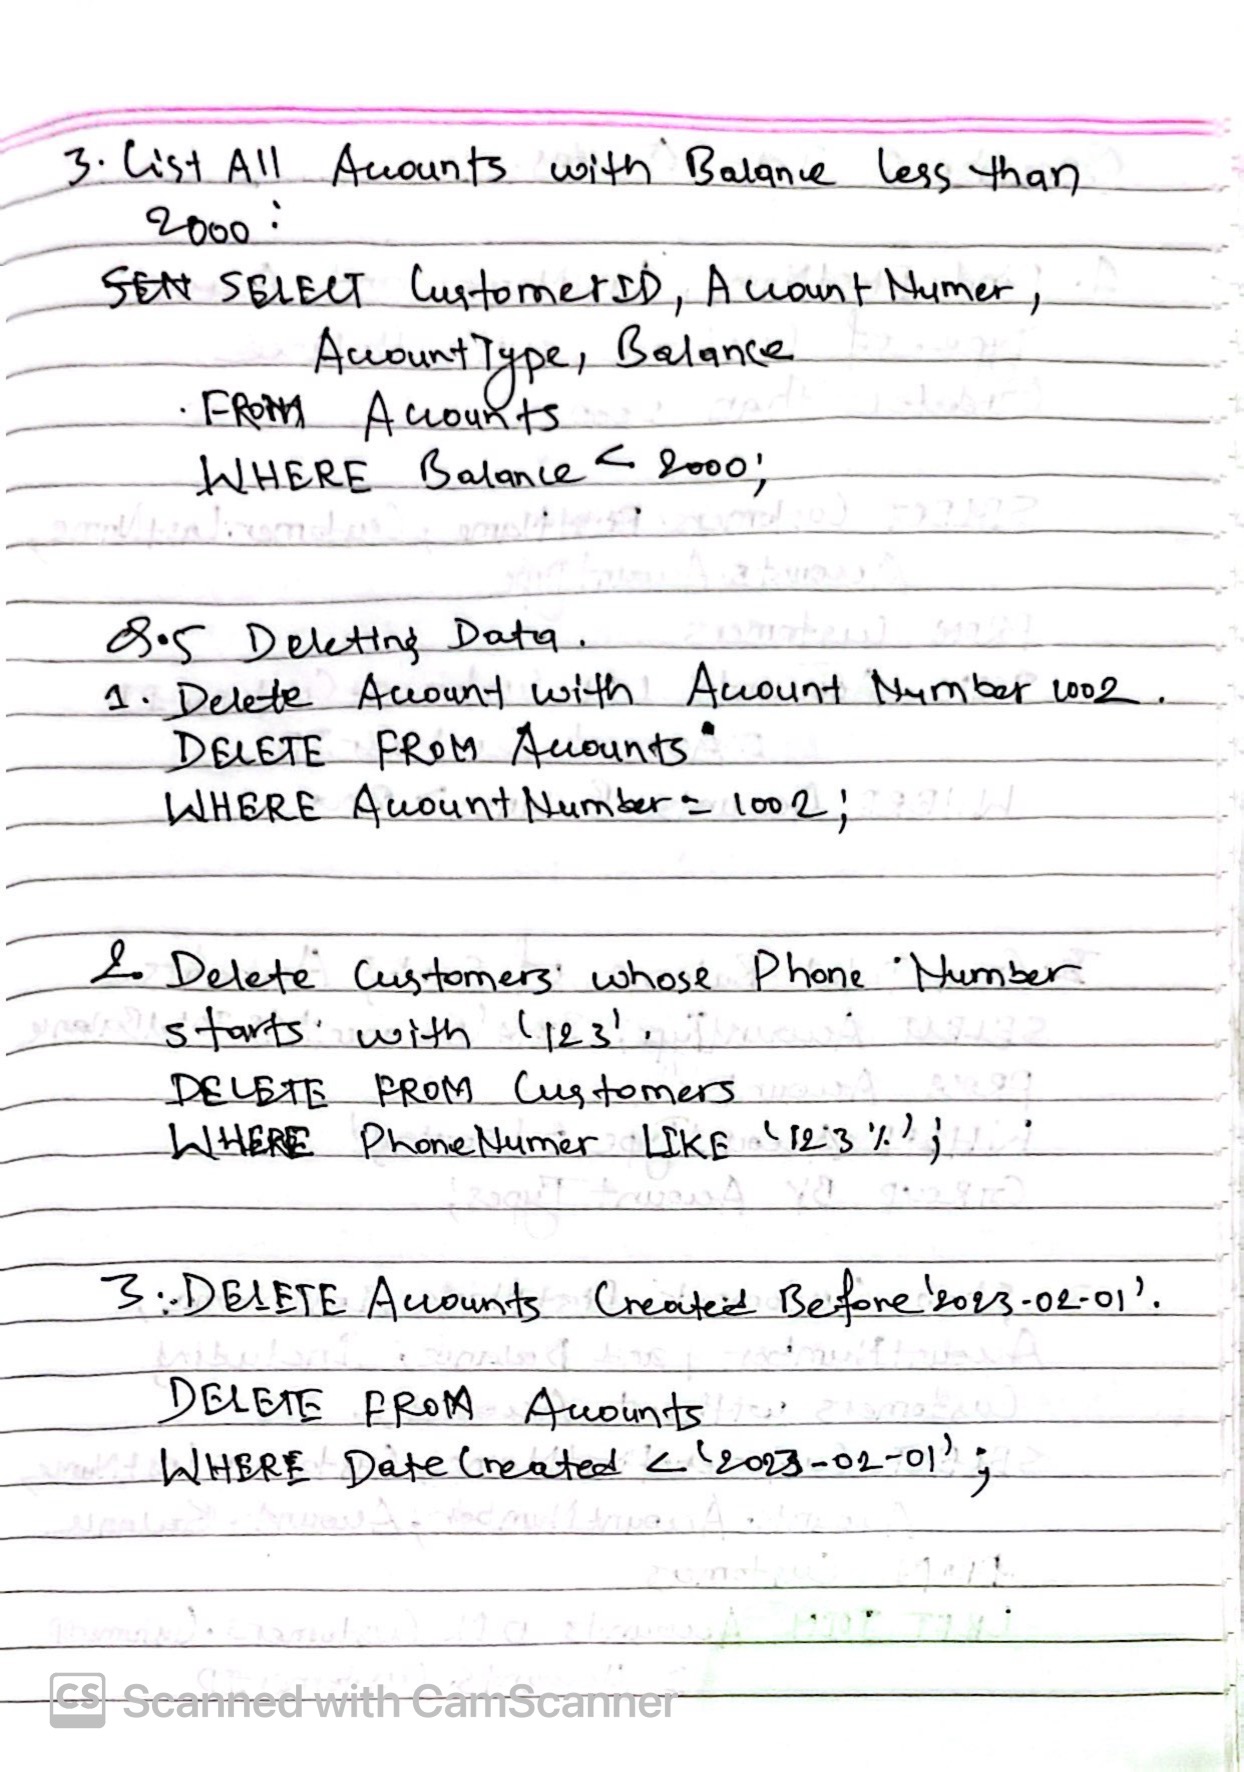 3. List All Accounts with Balance less than
2000:
SELECT CustomerID, AccountNumer,
AccountType, Balance
FROM Accounts
WHERE Balance < 2000;
Q.5 Deleting Data.
1. Delete Account with Account Number 1002.
DELETE FROM Accounts
WHERE AccountNumber = 1002;
2. Delete Customers whose Phone Number
starts with '123'.
DELETE FROM Customers
WHERE PhoneNumer LIKE '123%';
3. DELETE Accounts Created Before '2023-02-01'.
DELETE FROM Accounts
WHERE DateCreated < '2023-02-01';
CS Scanned with CamScanner